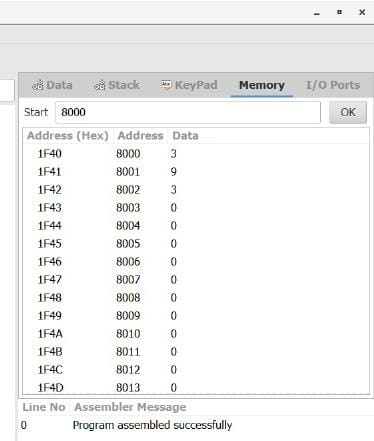 Data Stack KeyPad Memory I/O Ports
Start 8000 OK
Address (Hex) Address Data
1F40 8000 3
1F41 8001 9
1F42 8002 3
1F43 8003 0
1F44 8004 0
1F45 8005 0
1F46 8006 0
1F47 8007 0
1F48 8008 0
1F49 8009 0
1F4A 8010 0
1F4B 8011 0
1F4C 8012 0
1F4D 8013 0
Line No Assembler Message
0 Program assembled successfully